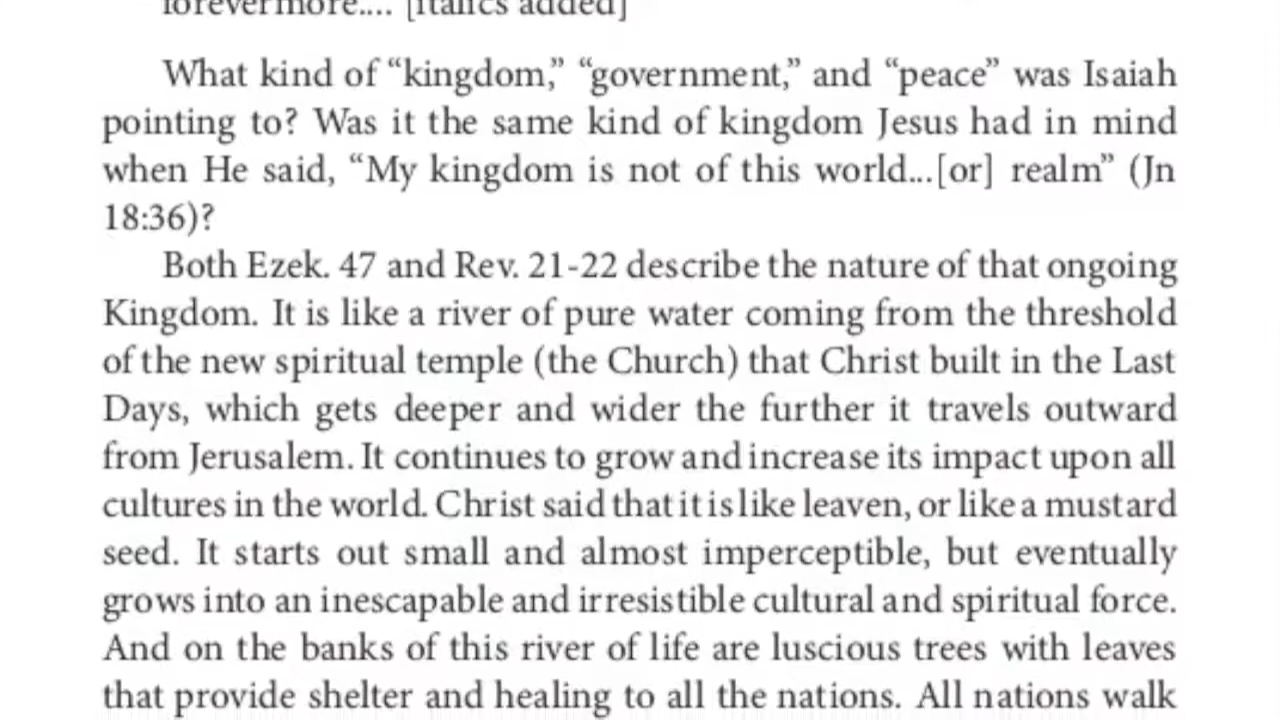 forevermore.... [italics added]
What kind of “kingdom,” “government,” and “peace” was Isaiah
pointing to? Was it the same kind of kingdom Jesus had in mind
when He said, “My kingdom is not of this world...[or] realm” (Jn
18:36)?
Both Ezek. 47 and Rev. 21-22 describe the nature of that ongoing
Kingdom. It is like a river of pure water coming from the threshold
of the new spiritual temple (the Church) that Christ built in the Last
Days, which gets deeper and wider the further it travels outward
from Jerusalem. It continues to grow and increase its impact upon all
cultures in the world. Christ said that it is like leaven, or like a mustard
seed. It starts out small and almost imperceptible, but eventually
grows into an inescapable and irresistible cultural and spiritual force.
And on the banks of this river of life are luscious trees with leaves
that provide shelter and healing to all the nations. All nations walk